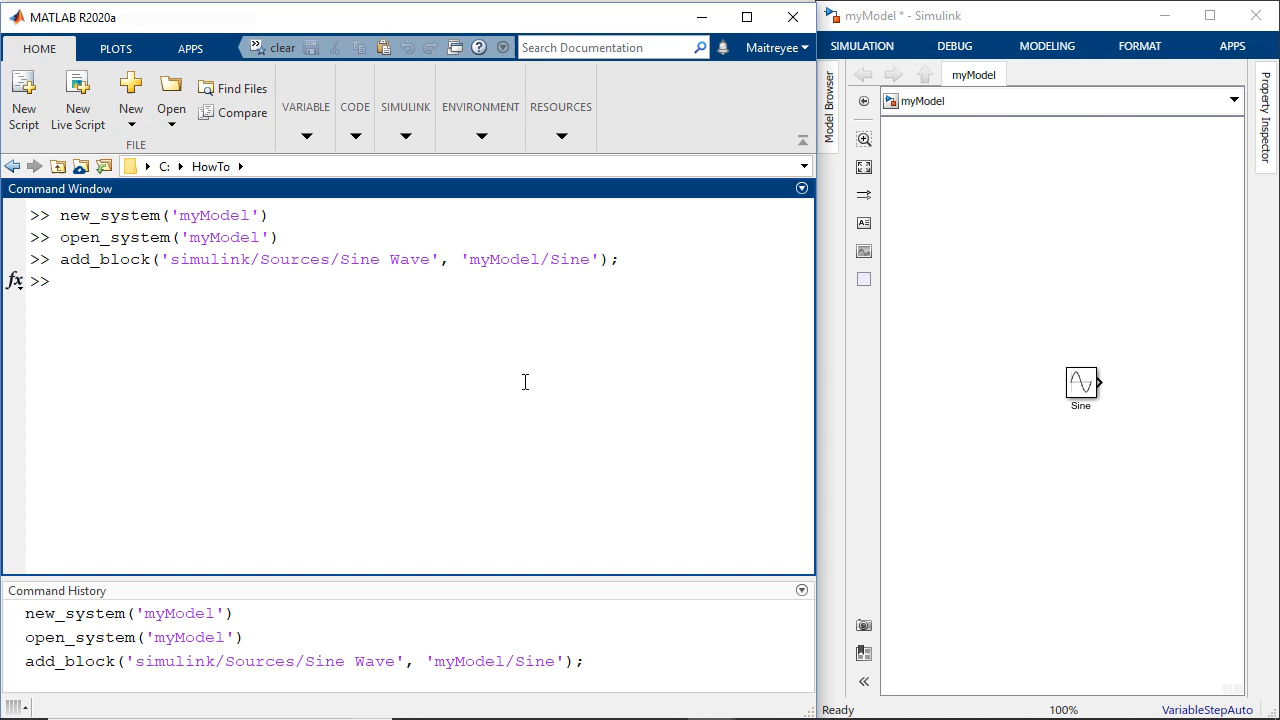 MATLAB R2020a
HOME PLOTS APPS clear Search Documentation Maitreyee
New Script
New Live Script
New
Open
Find Files
Compare
FILE
VARIABLE CODE SIMULINK ENVIRONMENT RESOURCES
C: HowTo
Command Window
>> new_system('myModel')
>> open_system('myModel')
>> add_block('simulink/Sources/Sine Wave', 'myModel/Sine');
fx >>
Command History
new_system('myModel')
open_system('myModel')
add_block('simulink/Sources/Sine Wave', 'myModel/Sine');
myModel * - Simulink
SIMULATION DEBUG MODELING FORMAT APPS
Model Browser
myModel
myModel
Property Inspector
Sine
Ready 100% VariableStepAuto